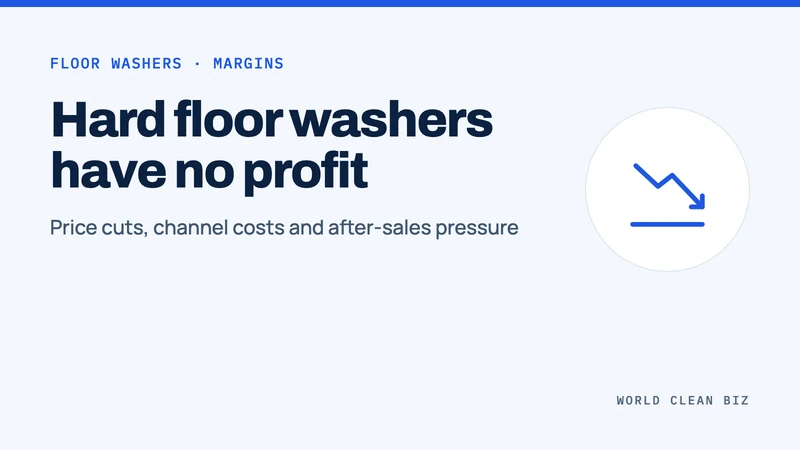 FLOOR WASHERS · MARGINS
Hard floor washers
have no profit
Price cuts, channel costs and after-sales pressure
WORLD CLEAN BIZ